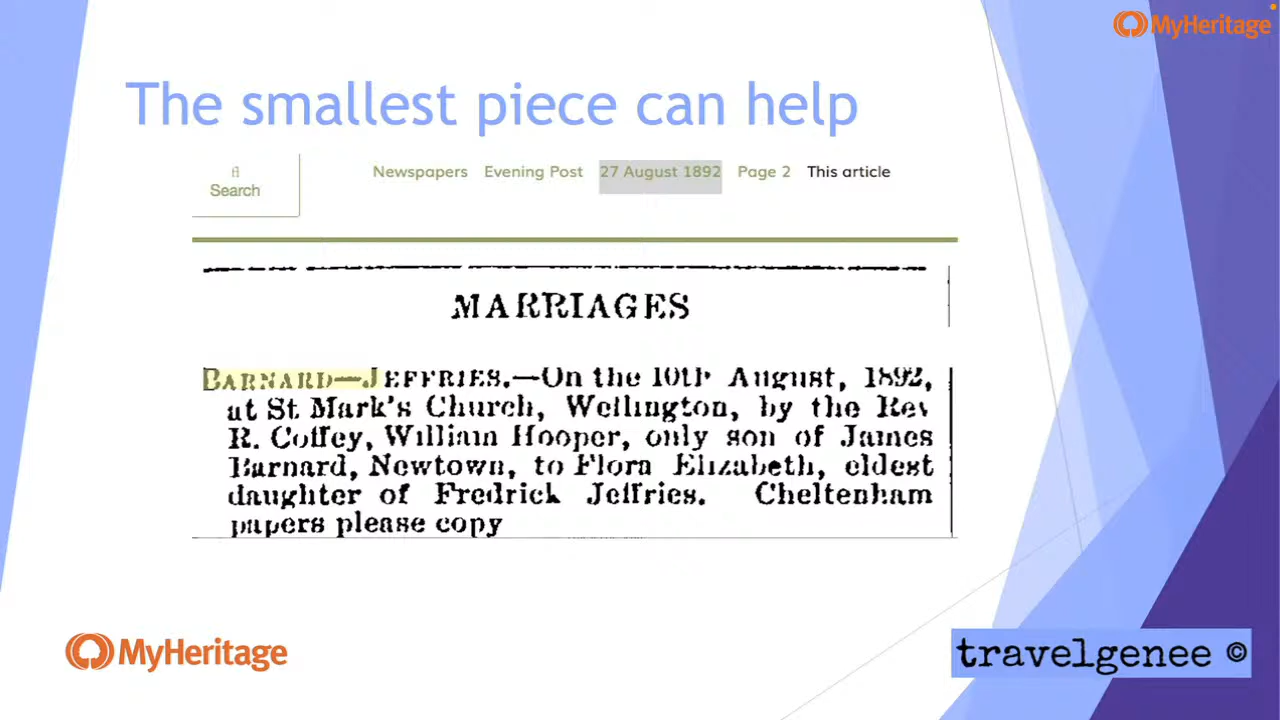 MyHeritage
The smallest piece can help
Search
Newspapers Evening Post 27 August 1892 Page 2 This article
MARRIAGES
BARNARD—JEFFRIES.—On the 10th August, 1892,
at St Mark's Church, Wellington, by the Rev
R. Coffey, William Hooper, only son of James
Barnard, Newtown, to Flora Elizabeth, eldest
daughter of Fredrick Jeffries. Cheltenham
papers please copy
MyHeritage
travelgenee ©